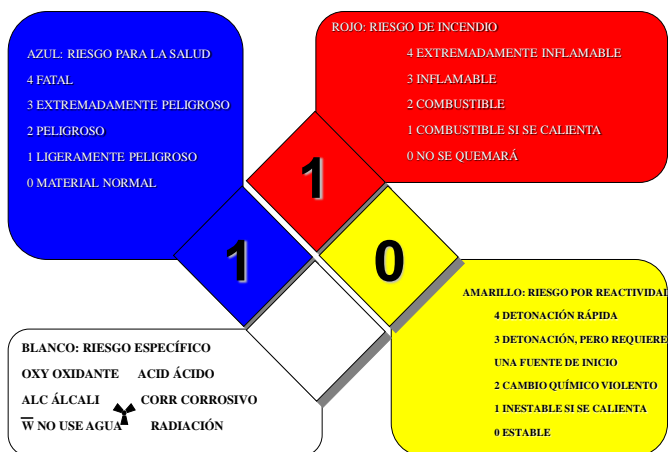 AZUL: RIESGO PARA LA SALUD
4 FATAL
3 EXTREMADAMENTE PELIGROSO
2 PELIGROSO
1 LIGERAMENTE PELIGROSO
0 MATERIAL NORMAL
ROJO: RIESGO DE INCENDIO
4 EXTREMADAMENTE INFLAMABLE
3 INFLAMABLE
2 COMBUSTIBLE
1 COMBUSTIBLE SI SE CALIENTA
0 NO SE QUEMARÁ
1
1
0
BLANCO: RIESGO ESPECÍFICO
OXY OXIDANTE ACID ÁCIDO
ALC ÁLCALI CORR CORROSIVO
W̅ NO USE AGUA RADIACIÓN
AMARILLO: RIESGO POR REACTIVIDAD
4 DETONACIÓN RÁPIDA
3 DETONACIÓN, PERO REQUIERE
UNA FUENTE DE INICIO
2 CAMBIO QUÍMICO VIOLENTO
1 INESTABLE SI SE CALIENTA
0 ESTABLE